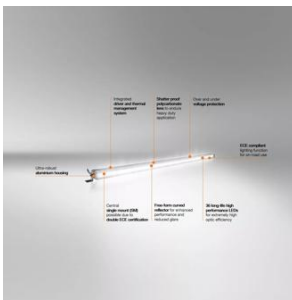 Integrated
driver and thermal
management
system
Shatter proof
polycarbonate
lens to ensure
heavy duty
application
Over and under
voltage protection
ECE compliant
lighting function
for on road use
Ultra robust
aluminium housing
Central
single mount (SM)
possible due to
double ECE certification
Free form curved
reflector for enhanced
performance and
reduced glare
long life high
performance LEDs
for extremely high
optic efficiency